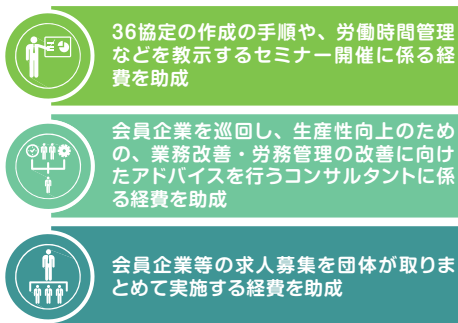 36協定の作成の手順や、労働時間管理
などを教示するセミナー開催に係る経
費を助成
会員企業を巡回し、生産性向上のため
の、業務改善・労務管理の改善に向け
たアドバイスを行うコンサルタントに係
る経費を助成
会員企業等の求人募集を団体が取りま
とめて実施する経費を助成